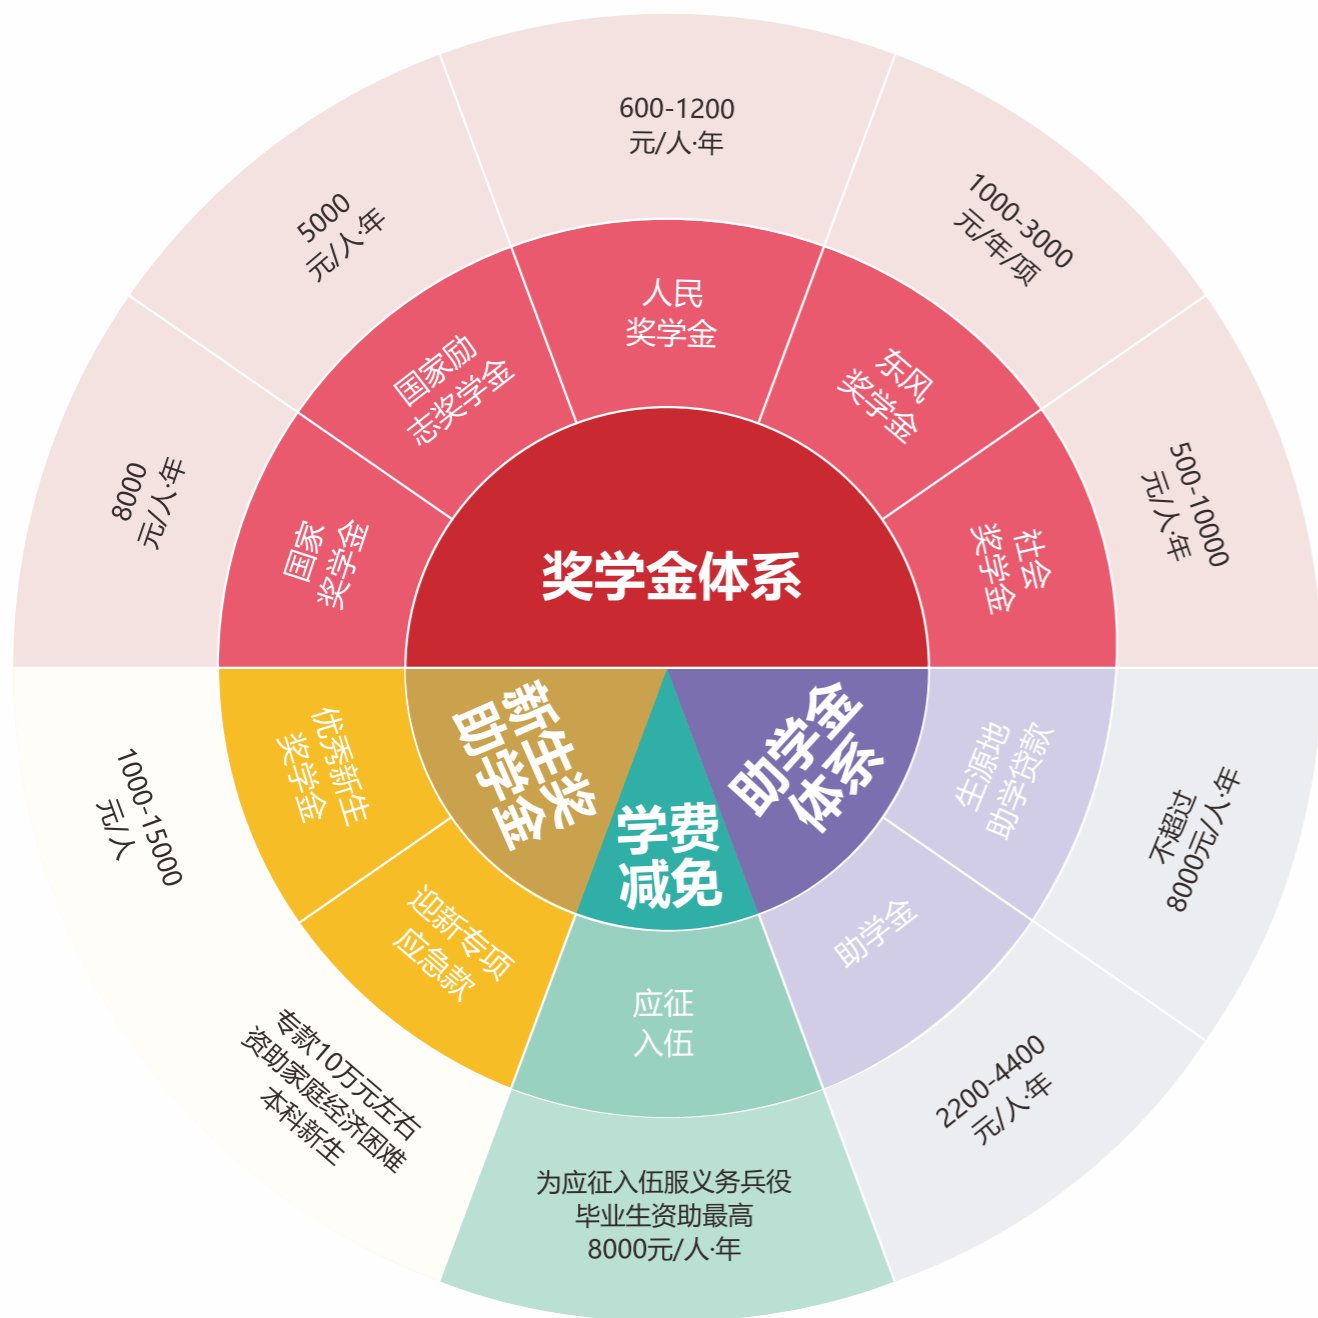 奖学金体系
国家
奖学金
8000
元/人·年
国家励
志奖学金
5000
元/人·年
人民
奖学金
600-1200
元/人·年
东风
奖学金
1000-3000
元/年/项
社会
奖学金
500-10000
元/人·年
助学金
体系
生源地
助学贷款
不超过
8000元/人·年
助学金
2200-4400
元/人·年
学费
减免
应征
入伍
为应征入伍服义务兵役
毕业生资助最高
8000元/人·年
新生奖
助学金
优秀新生
奖学金
1000-15000
元/人
迎新专项
应急款
专款10万元左右
资助家庭经济困难
本科新生